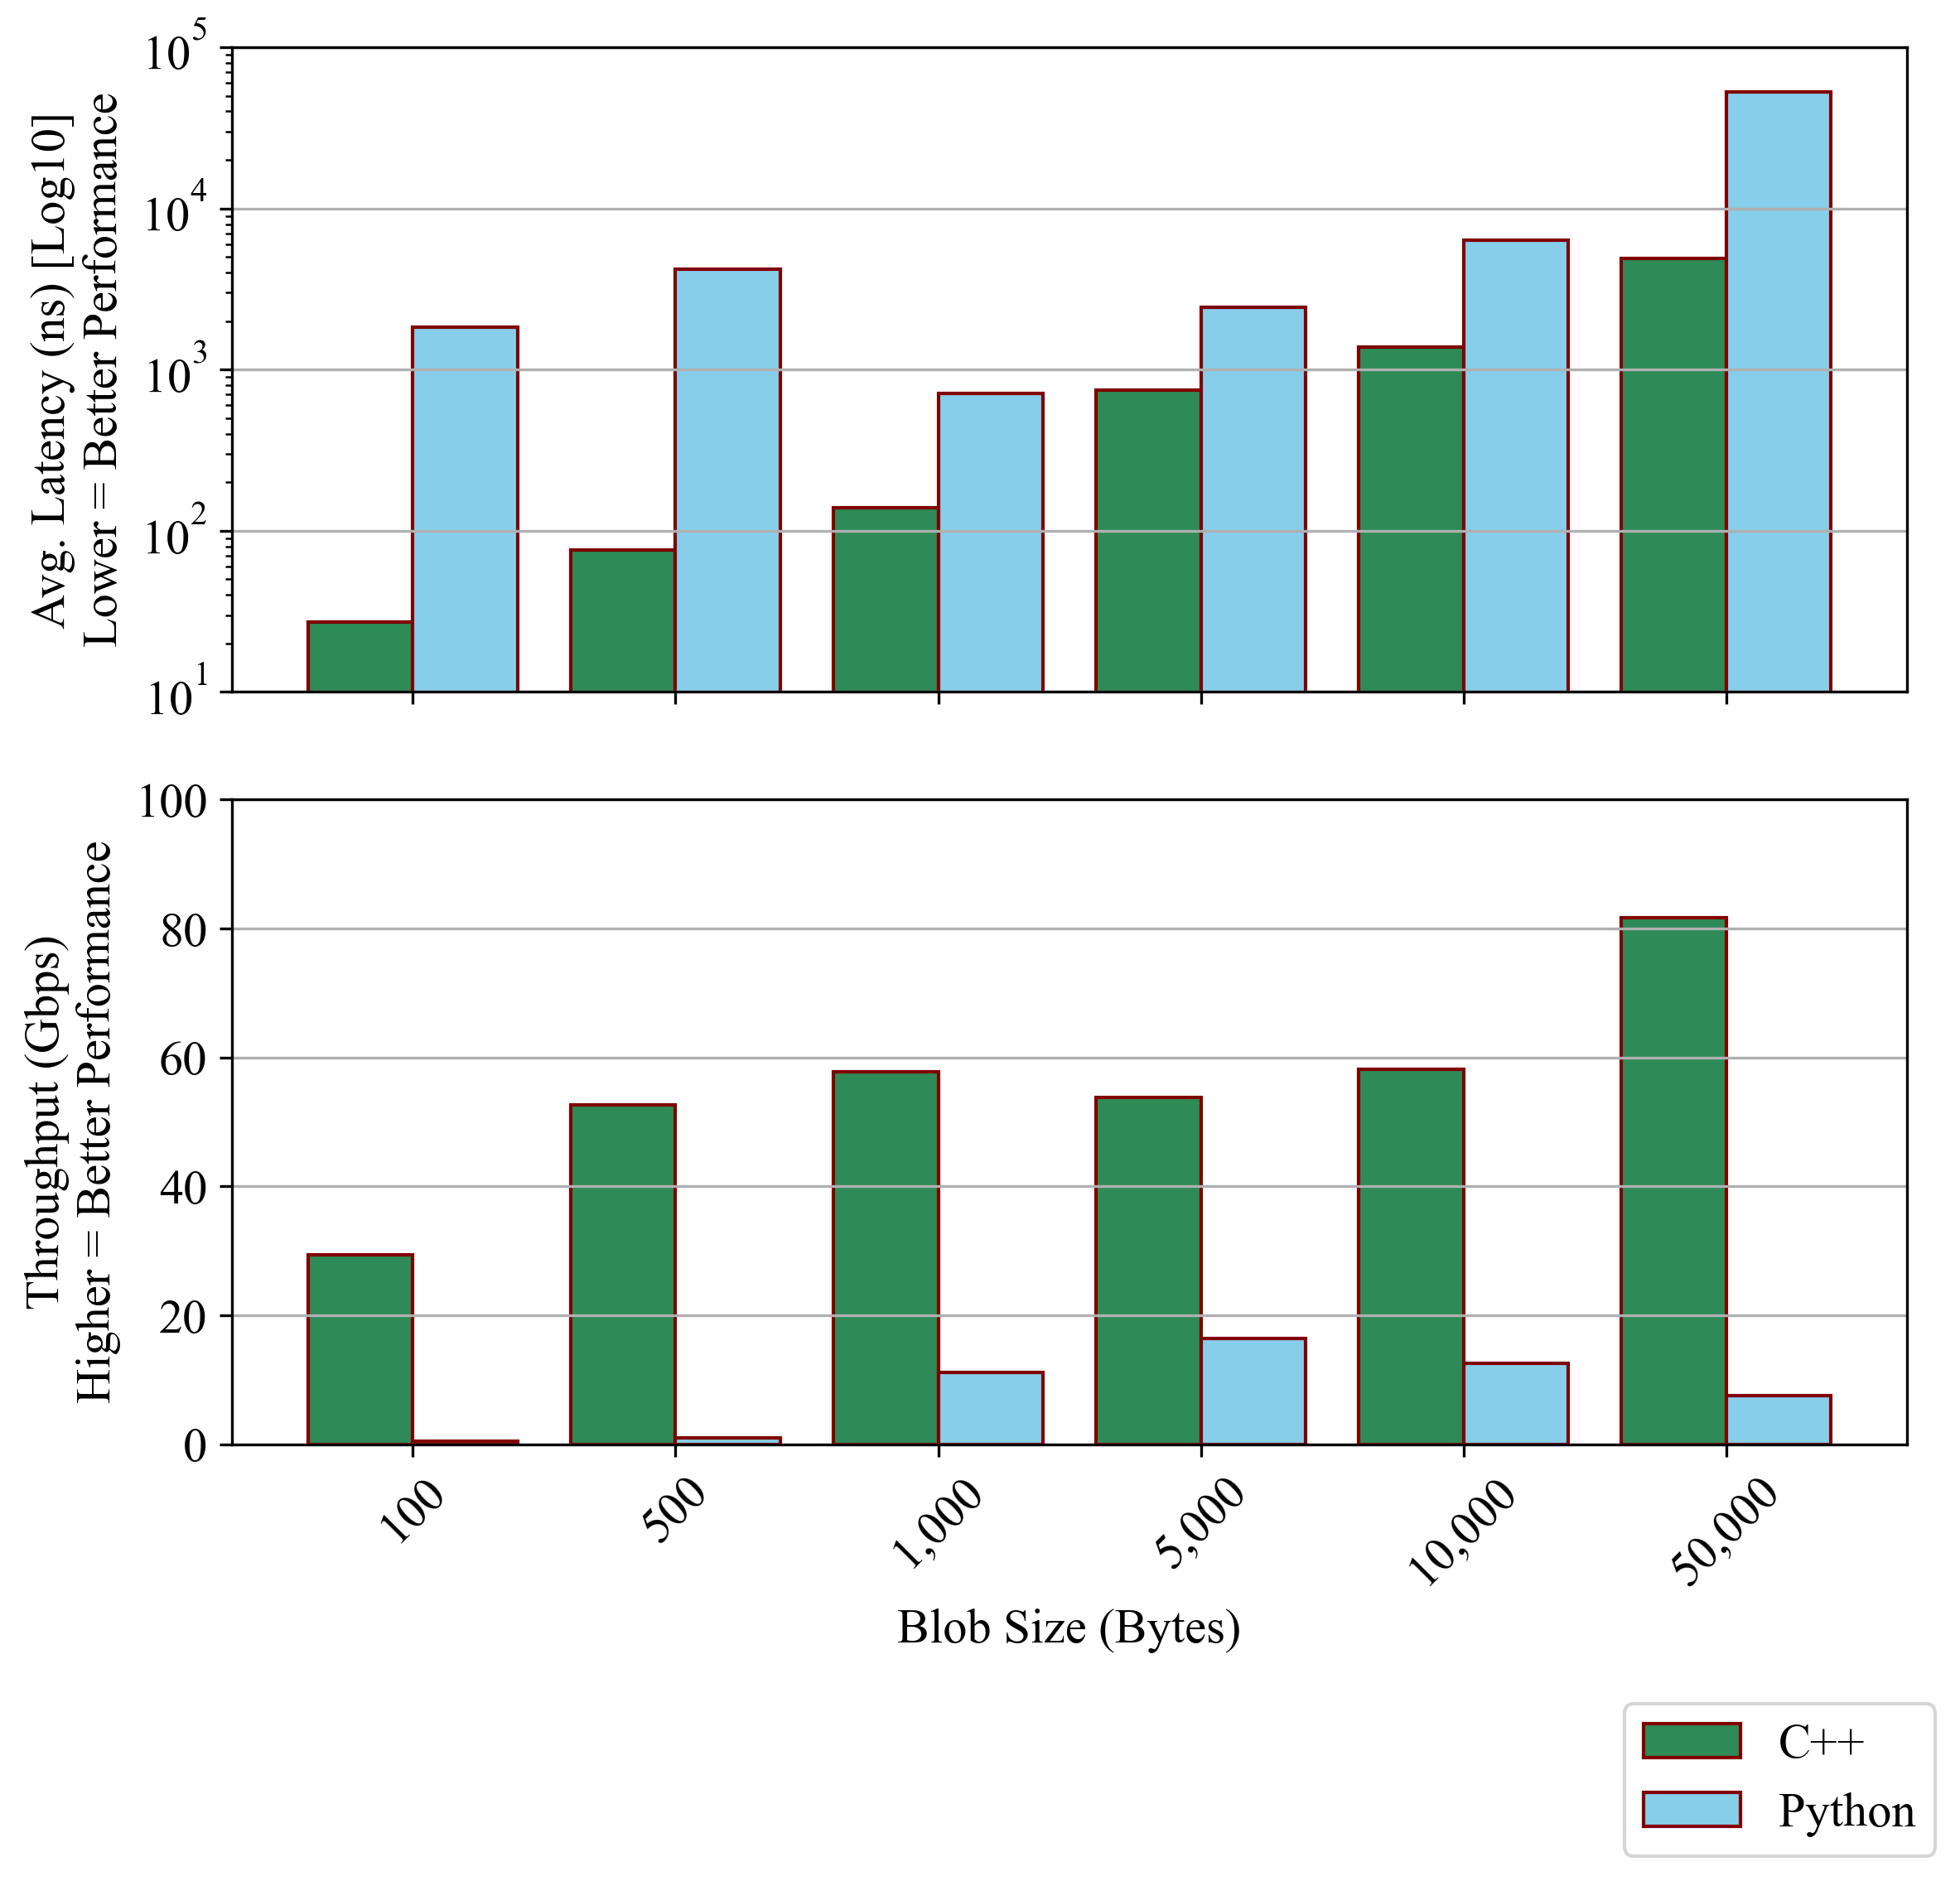 Avg. Latency (ns) [Log10]
Lower = Better Performance
10^5
10^4
10^3
10^2
10^1
Throughput (Gbps)
Higher = Better Performance
100
80
60
40
20
0
100
500
1,000
5,000
10,000
50,000
Blob Size (Bytes)
C++
Python